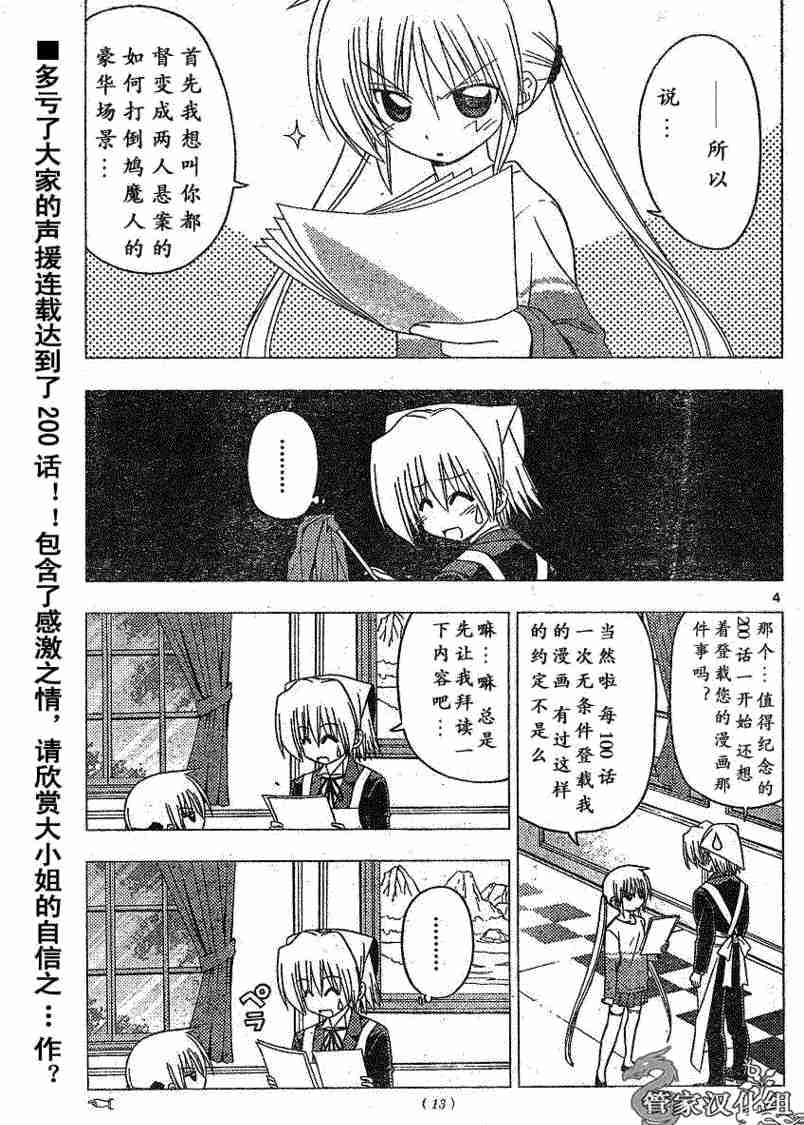 ——所以
说…
首先我想叫你都
督变成两人悬案的
如何打倒鸠魔人的
豪华场景…
………
4
那个…值得纪念的
200话一开始 还想
着登载您的漫画那
件事吗？
当然啦 每100话
一次无条件登载我
的漫画 有过这样
的约定不是么
嘛…嘛 总是
先让我拜读一
下内容吧…
………
ペラ
■多亏了大家的声援连载达到了200话！！包含了感激之情，请欣赏大小姐的自信之…作？
(13)
管家汉化组